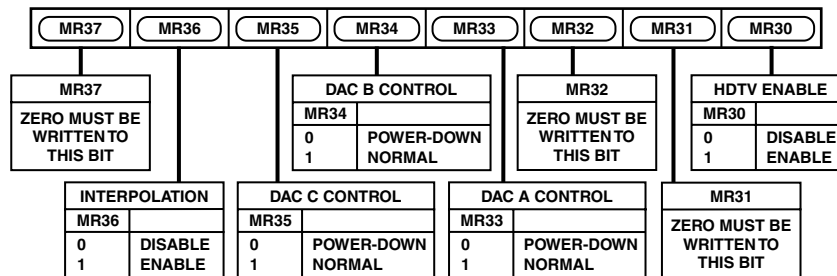 MR37 MR36 MR35 MR34 MR33 MR32 MR31 MR30
MR37
ZERO MUST BE
WRITTEN TO
THIS BIT
DAC B CONTROL
MR34
0 POWER-DOWN
1 NORMAL
MR32
ZERO MUST BE
WRITTEN TO
THIS BIT
HDTV ENABLE
MR30
0 DISABLE
1 ENABLE
INTERPOLATION
MR36
0 DISABLE
1 ENABLE
DAC C CONTROL
MR35
0 POWER-DOWN
1 NORMAL
DAC A CONTROL
MR33
0 POWER-DOWN
1 NORMAL
MR31
ZERO MUST BE
WRITTEN TO
THIS BIT